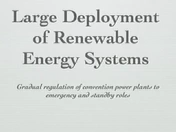 Large Deployment
of Renewable
Energy Systems
Gradual regulation of convention power plants to
emergency and standby roles